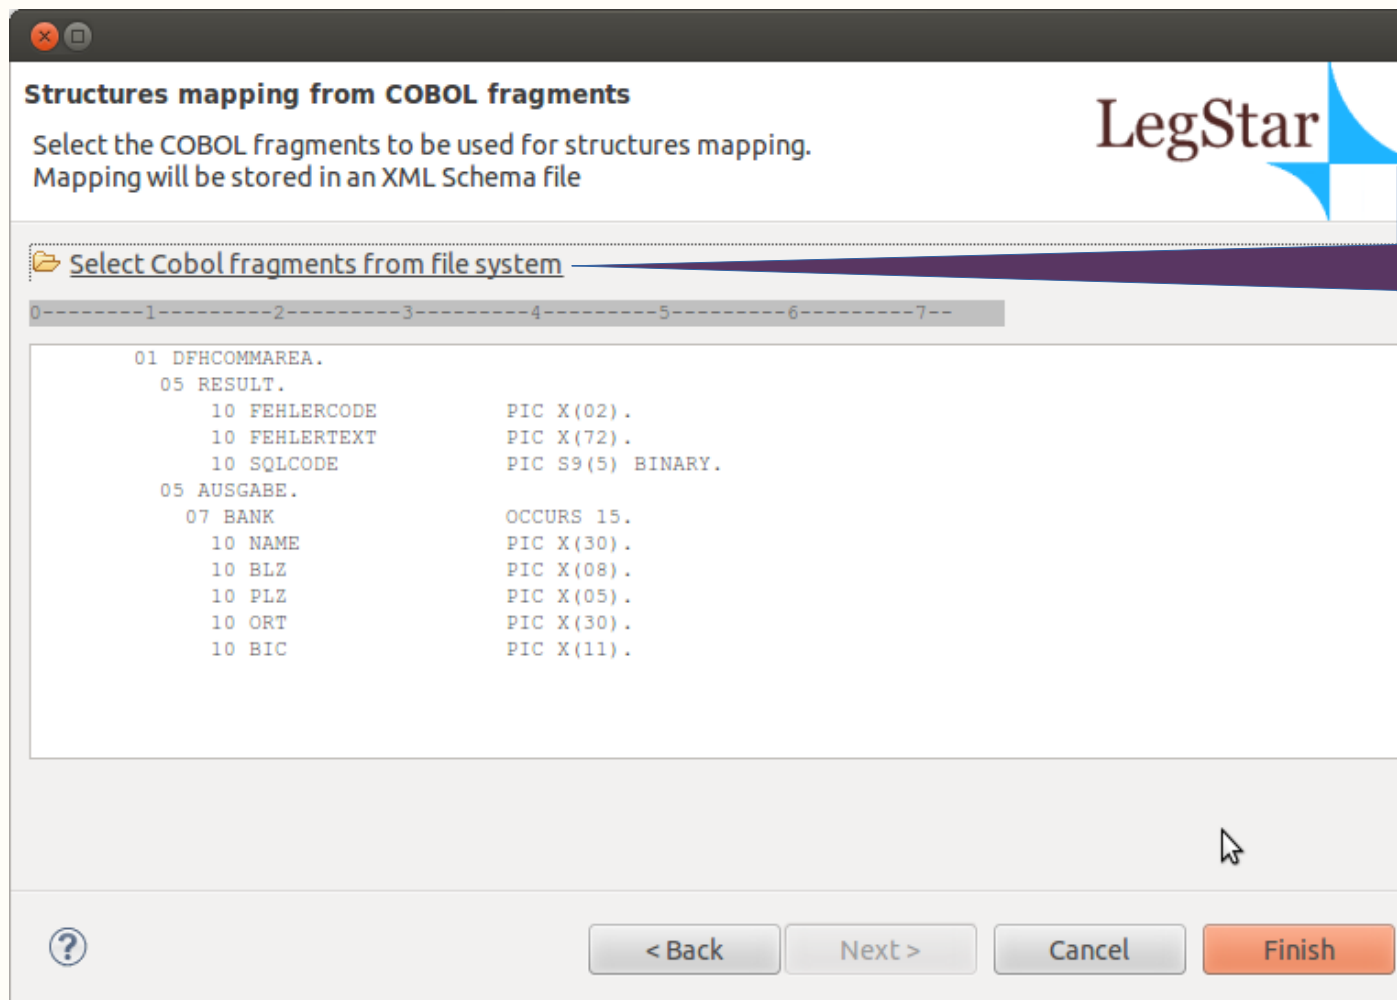 Structures mapping from COBOL fragments
LegStar
Select the COBOL fragments to be used for structures mapping.
Mapping will be stored in an XML Schema file
Select Cobol fragments from file system
0--------1---------2---------3---------4---------5---------6---------7--
01 DFHCOMMAREA.
05 RESULT.
10 FEHLERCODE PIC X(02).
10 FEHLERTEXT PIC X(72).
10 SQLCODE PIC S9(5) BINARY.
05 AUSGABE.
07 BANK OCCURS 15.
10 NAME PIC X(30).
10 BLZ PIC X(08).
10 PLZ PIC X(05).
10 ORT PIC X(30).
10 BIC PIC X(11).
? < Back Next > Cancel Finish